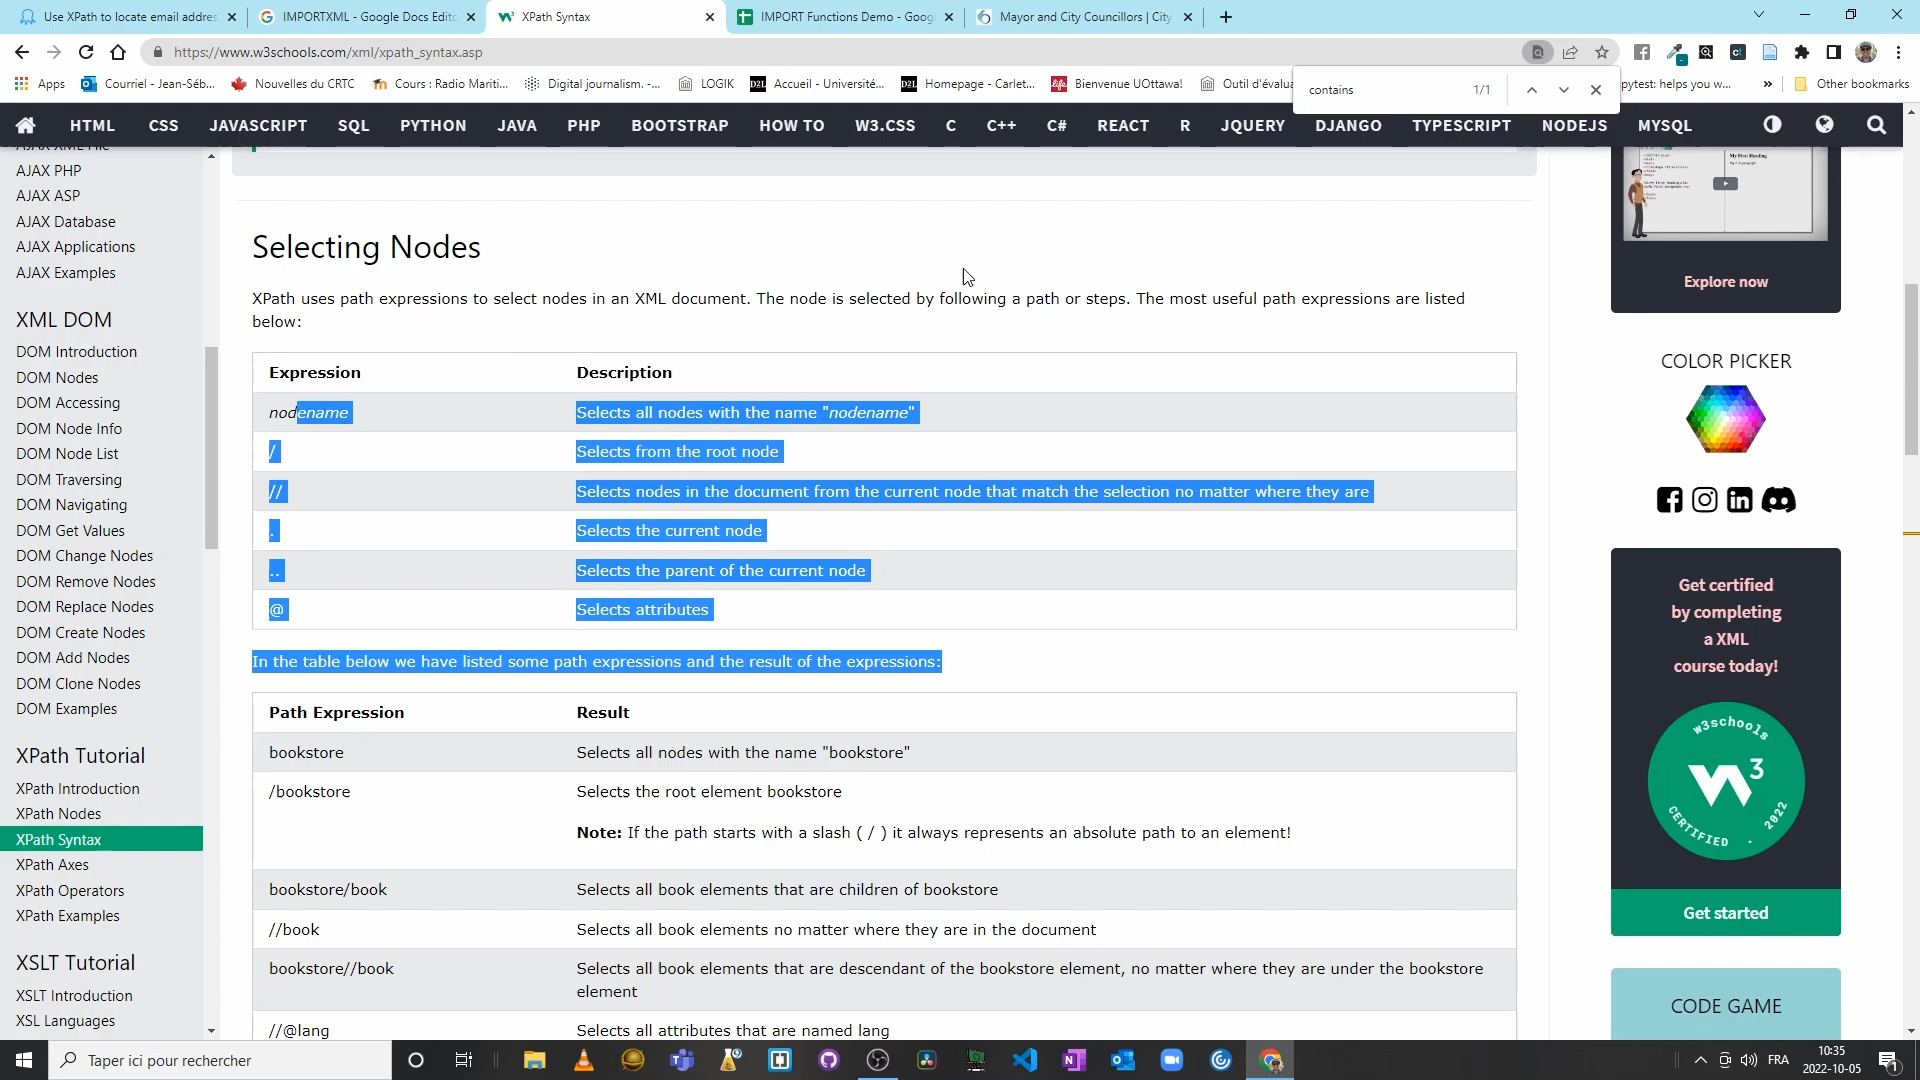 Use XPath to locate email addre
IMPORTXML - Google Docs Edito
XPath Syntax
IMPORT Functions Demo - Goog
Mayor and City Councillors | City
https://www.w3schools.com/xml/xpath_syntax.asp
Apps
Courriel - Jean-Séb...
Nouvelles du CRTC
Cours : Radio Mariti...
Digital journalism. -...
LOGIK
Accueil - Université...
Homepage - Carlet...
Bienvenue UOttawa!
Outil d'évalua
pytest: helps you w...
»
Other bookmarks
contains
1/1
HTML
CSS
JAVASCRIPT
SQL
PYTHON
JAVA
PHP
BOOTSTRAP
HOW TO
W3.CSS
C
C++
C#
REACT
R
JQUERY
DJANGO
TYPESCRIPT
NODEJS
MYSQL
AJAX XML File
AJAX PHP
AJAX ASP
AJAX Database
AJAX Applications
AJAX Examples
XML DOM
DOM Introduction
DOM Nodes
DOM Accessing
DOM Node Info
DOM Node List
DOM Traversing
DOM Navigating
DOM Get Values
DOM Change Nodes
DOM Remove Nodes
DOM Replace Nodes
DOM Create Nodes
DOM Add Nodes
DOM Clone Nodes
DOM Examples
XPath Tutorial
XPath Introduction
XPath Nodes
XPath Syntax
XPath Axes
XPath Operators
XPath Examples
XSLT Tutorial
XSLT Introduction
XSL Languages
Selecting Nodes
XPath uses path expressions to select nodes in an XML document. The node is selected by following a path or steps. The most useful path expressions are listed
below:
Expression Description
nodename Selects all nodes with the name "nodename"
/ Selects from the root node
// Selects nodes in the document from the current node that match the selection no matter where they are
. Selects the current node
.. Selects the parent of the current node
@ Selects attributes
In the table below we have listed some path expressions and the result of the expressions:
Path Expression Result
bookstore Selects all nodes with the name "bookstore"
/bookstore Selects the root element bookstore
Note: If the path starts with a slash ( / ) it always represents an absolute path to an element!
bookstore/book Selects all book elements that are children of bookstore
//book Selects all book elements no matter where they are in the document
bookstore//book Selects all book elements that are descendant of the bookstore element, no matter where they are under the bookstore
element
//@lang Selects all attributes that are named lang
My First Heading
Explore now
COLOR PICKER
Get certified
by completing
a XML
course today!
w3schools
W3
CERTIFIED . 2022
Get started
CODE GAME
Taper ici pour rechercher
FRA
10:35
2022-10-05
1